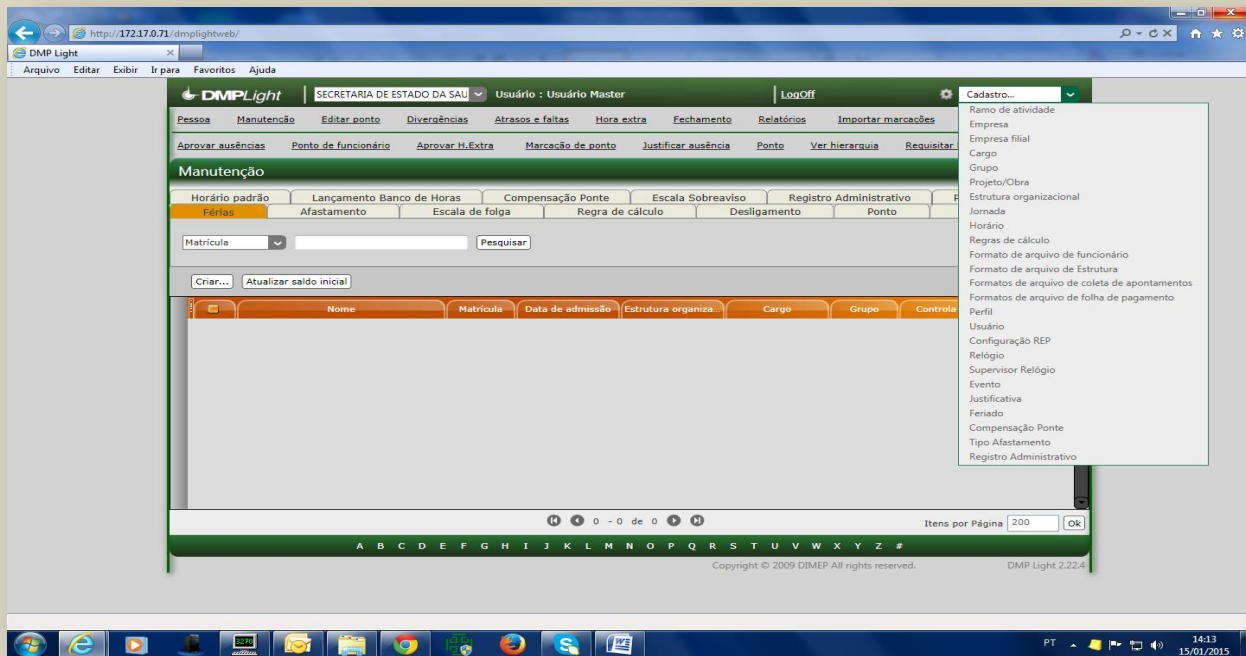 http://172.17.0.71/dmplightweb/
DMP Light
Arquivo Editar Exibir Ir para Favoritos Ajuda
DMPLight SECRETARIA DE ESTADO DA SAU Usuário : Usuário Master LogOff Cadastro...
Pessoa Manutenção Editar ponto Divergências Atrasos e faltas Hora extra Fechamento Relatórios Importar marcações
Aprovar ausências Ponto de funcionário Aprovar H.Extra Marcação de ponto Justificar ausência Ponto Ver hierarquia Requisitar
Manutenção
Horário padrão Lançamento Banco de Horas Compensação Ponte Escala Sobreaviso Registro Administrativo
Férias Afastamento Escala de folga Regra de cálculo Desligamento Ponto
Matrícula Pesquisar
Criar... Atualizar saldo inicial
Nome Matrícula Data de admissão Estrutura organiza... Cargo Grupo Controla
Ramo de atividade
Empresa
Empresa filial
Cargo
Grupo
Projeto/Obra
Estrutura organizacional
Jornada
Horário
Regras de cálculo
Formato de arquivo de funcionário
Formato de arquivo de Estrutura
Formatos de arquivo de coleta de apontamentos
Formatos de arquivo de folha de pagamento
Perfil
Usuário
Configuração REP
Relógio
Supervisor Relógio
Evento
Justificativa
Feriado
Compensação Ponte
Tipo Afastamento
Registro Administrativo
0 - 0 de 0 Itens por Página 200 Ok
A B C D E F G H I J K L M N O P Q R S T U V W X Y Z #
Copyright © 2009 DIMEP All rights reserved. DMP Light 2.22.4
3270
PT 14:13
15/01/2015